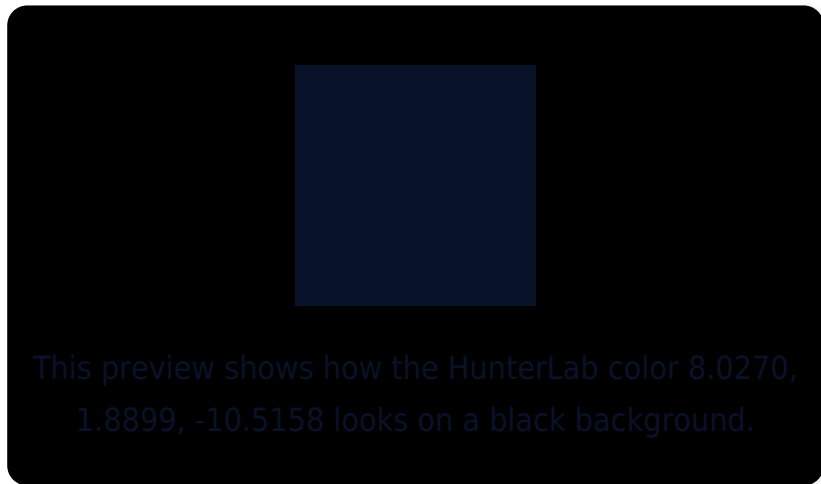 This preview shows how the HunterLab color 8.0270,
1.8899, -10.5158 looks on a black background.